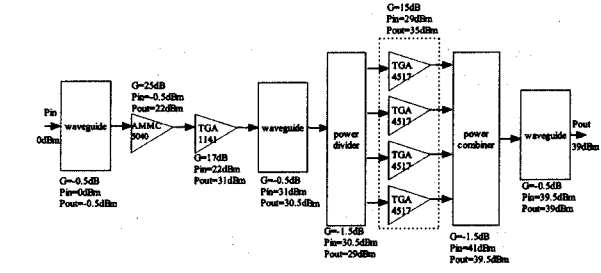 G=15dB
Pin=29dBm
Pout=35dBm
G=25dB
Pin=-0.5dBm
Pout=22dBm
Pin
0dBm
waveguide
AMMC
5040
TGA
1141
waveguide
power
divider
TGA
4517
TGA
4517
TGA
4517
TGA
4517
power
combiner
waveguide
Pout
39dBm
G=-0.5dB
Pin=0dBm
Pout=-0.5dBm
G=17dB
Pin=22dBm
Pout=31dBm
G=-0.5dB
Pin=31dBm
Pout=30.5dBm
G=-1.5dB
Pin=30.5dBm
Pout=29dBm
G=-1.5dB
Pin=41dBm
Pout=39.5dBm
G=-0.5dB
Pin=39.5dBm
Pout=39dBm